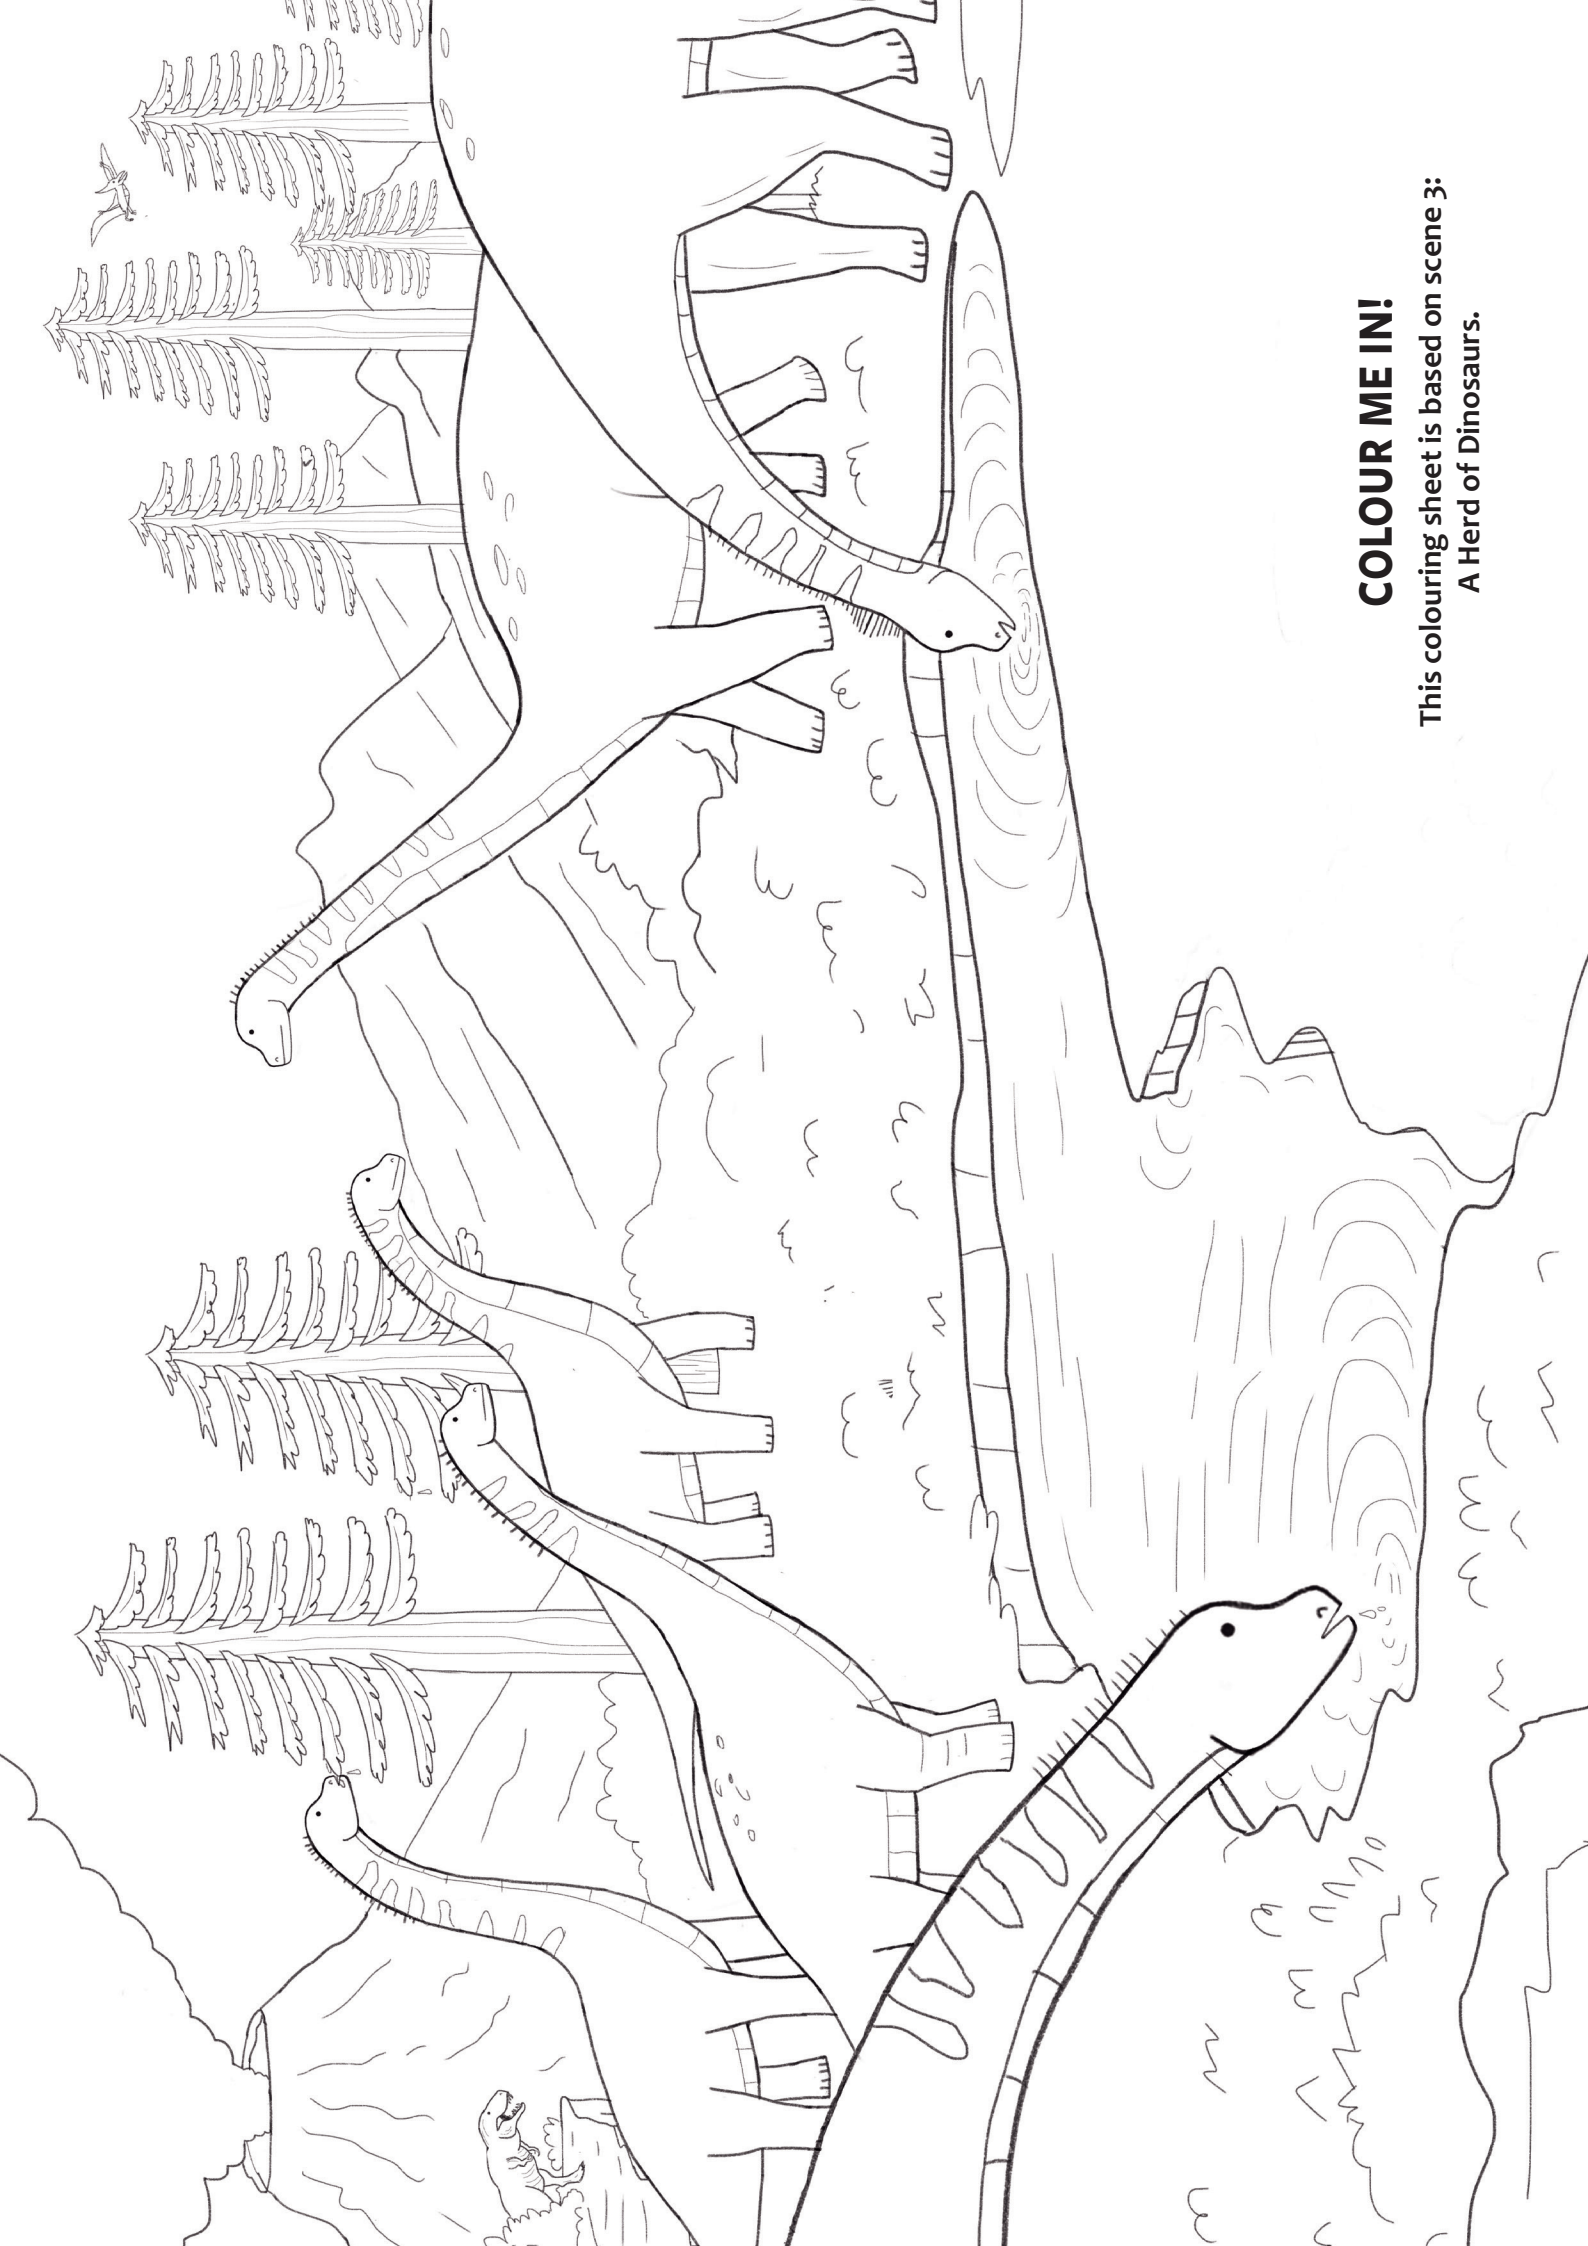 COLOUR ME IN!
This colouring sheet is based on scene 3:
A Herd of Dinosaurs.